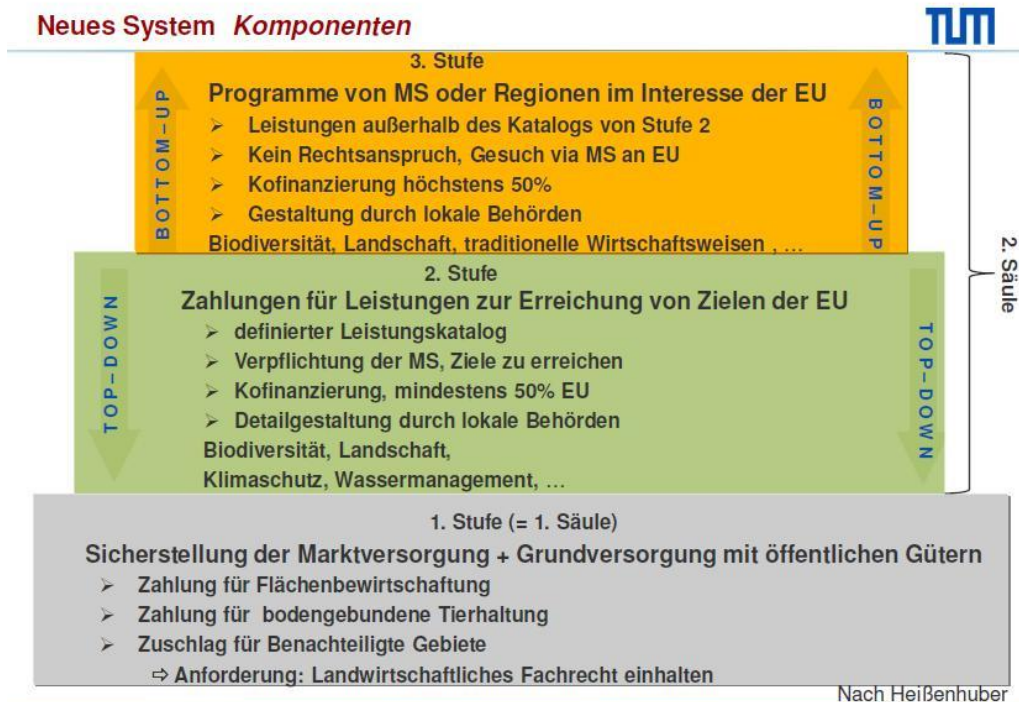 Neues System Komponenten
TUM
3. Stufe
Programme von MS oder Regionen im Interesse der EU
➢ Leistungen außerhalb des Katalogs von Stufe 2
➢ Kein Rechtsanspruch, Gesuch via MS an EU
➢ Kofinanzierung höchstens 50%
➢ Gestaltung durch lokale Behörden
Biodiversität, Landschaft, traditionelle Wirtschaftsweisen , ...
BOTTOM-UP
BOTTOM-UP
2. Stufe
Zahlungen für Leistungen zur Erreichung von Zielen der EU
➢ definierter Leistungskatalog
➢ Verpflichtung der MS, Ziele zu erreichen
➢ Kofinanzierung, mindestens 50% EU
➢ Detailgestaltung durch lokale Behörden
Biodiversität, Landschaft,
Klimaschutz, Wassermanagement, ...
TOP-DOWN
TOP-DOWN
2. Säule
1. Stufe (= 1. Säule)
Sicherstellung der Marktversorgung + Grundversorgung mit öffentlichen Gütern
➢ Zahlung für Flächenbewirtschaftung
➢ Zahlung für bodengebundene Tierhaltung
➢ Zuschlag für Benachteiligte Gebiete
⇨ Anforderung: Landwirtschaftliches Fachrecht einhalten
Nach Heißenhuber